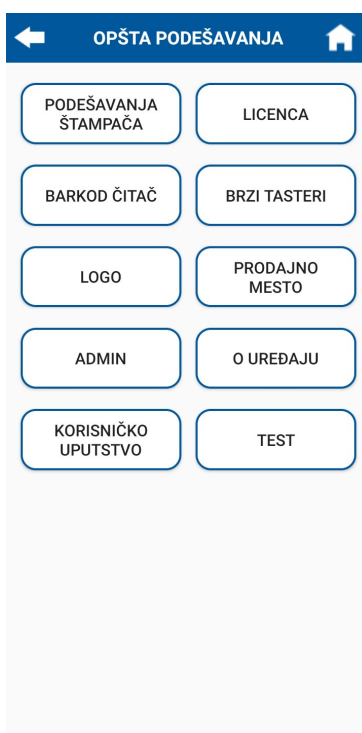 OPŠTA PODEŠAVANJA
PODEŠAVANJA
ŠTAMPAČA
LICENCA
BARKOD ČITAČ
BRZI TASTERI
LOGO
PRODAJNO
MESTO
ADMIN
O UREĐAJU
KORISNIČKO
UPUTSTVO
TEST